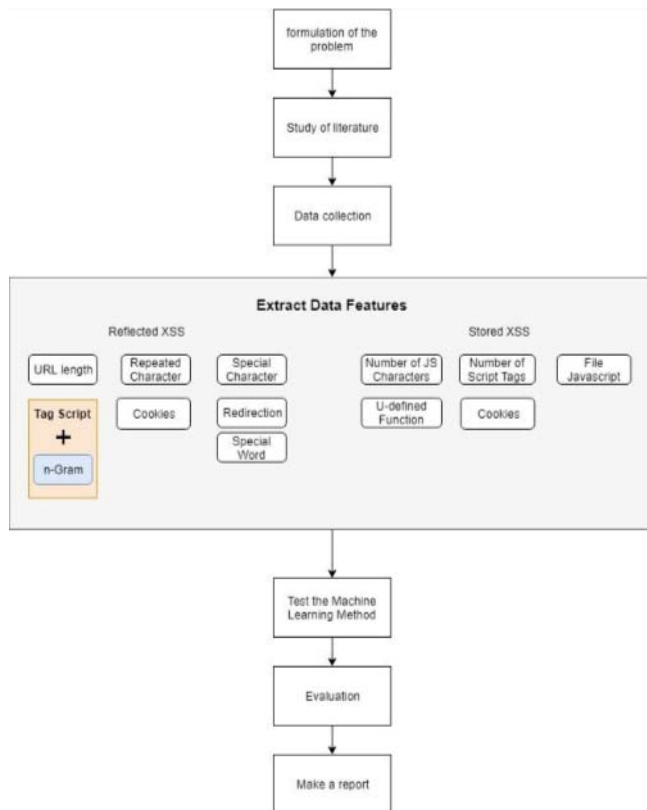 formulation of the
problem
Study of literature
Data collection
Extract Data Features
Reflected XSS
Stored XSS
URL length
Repeated
Character
Special
Character
Number of JS
Characters
Number of
Script Tags
File
Javascript
Tag Script
+
n-Gram
Cookies
Redirection
Special
Word
U-defined
Function
Cookies
Test the Machine
Learning Method
Evaluation
Make a report